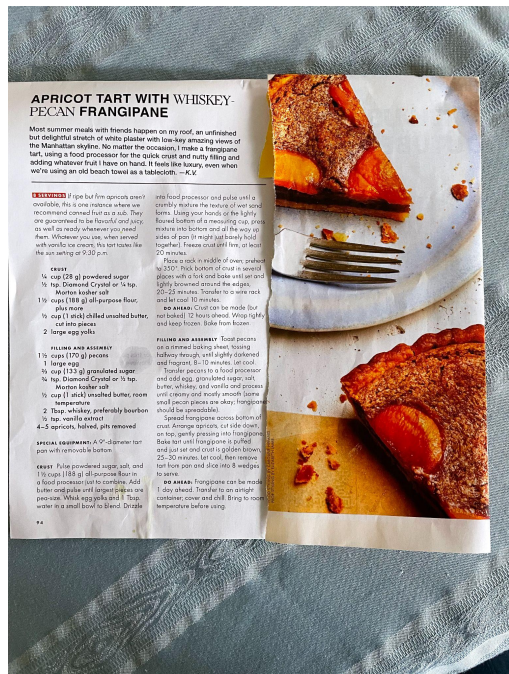 APRICOT TART WITH WHISKEY-
PECAN FRANGIPANE
Most summer meals with friends happen on my roof, an unfinished
but delightful stretch of white plaster with low-key amazing views of
the Manhattan skyline. No matter the occasion, I make a frangipane
tart, using a food processor for the quick crust and nutty filling and
adding whatever fruit I have on hand. It feels like luxury, even when
we're using an old beach towel as a tablecloth. —K.V.
8 SERVINGS If ripe but firm apricots aren't
available, this is one instance where we
recommend canned fruit as a sub. They
are guaranteed to be flavorful and juicy,
as well as ready whenever you need
them. Whatever you use, when served
with vanilla ice cream, this tart tastes like
the sun setting at 9:30 p.m.
CRUST
¼ cup (28 g) powdered sugar
½ tsp. Diamond Crystal or ¼ tsp.
Morton kosher salt
1½ cups (188 g) all-purpose flour,
plus more
½ cup (1 stick) chilled unsalted butter,
cut into pieces
2 large egg yolks
FILLING AND ASSEMBLY
1½ cups (170 g) pecans
1 large egg
⅔ cup (133 g) granulated sugar
¾ tsp. Diamond Crystal or ½ tsp.
Morton kosher salt
½ cup (1 stick) unsalted butter, room
temperature
2 Tbsp. whiskey, preferably bourbon
½ tsp. vanilla extract
4–5 apricots, halved, pits removed
SPECIAL EQUIPMENT: A 9"-diameter tart
pan with removable bottom
CRUST Pulse powdered sugar, salt, and
1½ cups (188 g) all-purpose flour in
a food processor just to combine. Add
butter and pulse until largest pieces are
pea-size. Whisk egg yolks and 1 Tbsp.
water in a small bowl to blend. Drizzle
into food processor and pulse until a
crumbly mixture the texture of wet sand
forms. Using your hands or the lightly
floured bottom of a measuring cup, press
mixture into bottom and all the way up
sides of pan (it might just barely hold
together). Freeze crust until firm, at least
20 minutes.
Place a rack in middle of oven; preheat
to 350°. Prick bottom of crust in several
places with a fork and bake until set and
lightly browned around the edges,
20–25 minutes. Transfer to a wire rack
and let cool 10 minutes.
DO AHEAD: Crust can be made (but
not baked) 12 hours ahead. Wrap tightly
and keep frozen. Bake from frozen.
FILLING AND ASSEMBLY Toast pecans
on a rimmed baking sheet, tossing
halfway through, until slightly darkened
and fragrant, 8–10 minutes. Let cool.
Transfer pecans to a food processor
and add egg, granulated sugar, salt,
butter, whiskey, and vanilla and process
until creamy and mostly smooth (some
small pecan pieces are okay; frangipane
should be spreadable).
Spread frangipane across bottom of
crust. Arrange apricots, cut side down,
on top, gently pressing into frangipane.
Bake tart until frangipane is puffed
and just set and crust is golden brown,
25–30 minutes. Let cool, then remove
tart from pan and slice into 8 wedges
to serve.
DO AHEAD: Frangipane can be made
1 day ahead. Transfer to an airtight
container; cover and chill. Bring to room
temperature before using.
94